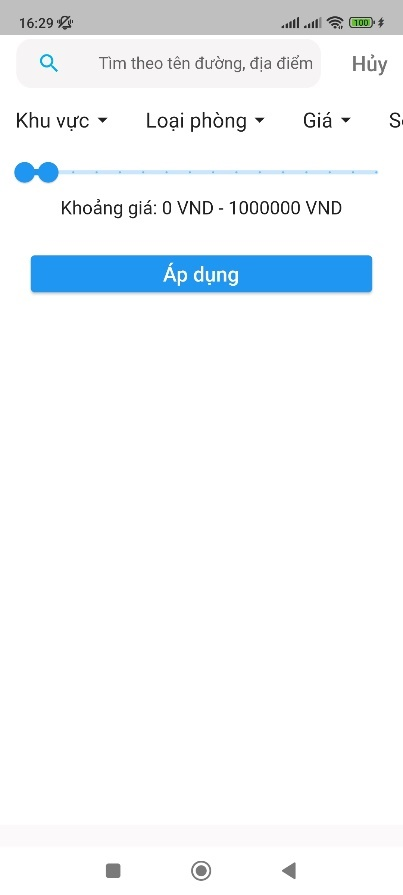 16:29 100
Tìm theo tên đường, địa điểm Hủy
Khu vực Loại phòng Giá
Khoảng giá: 0 VND - 1000000 VND
Áp dụng